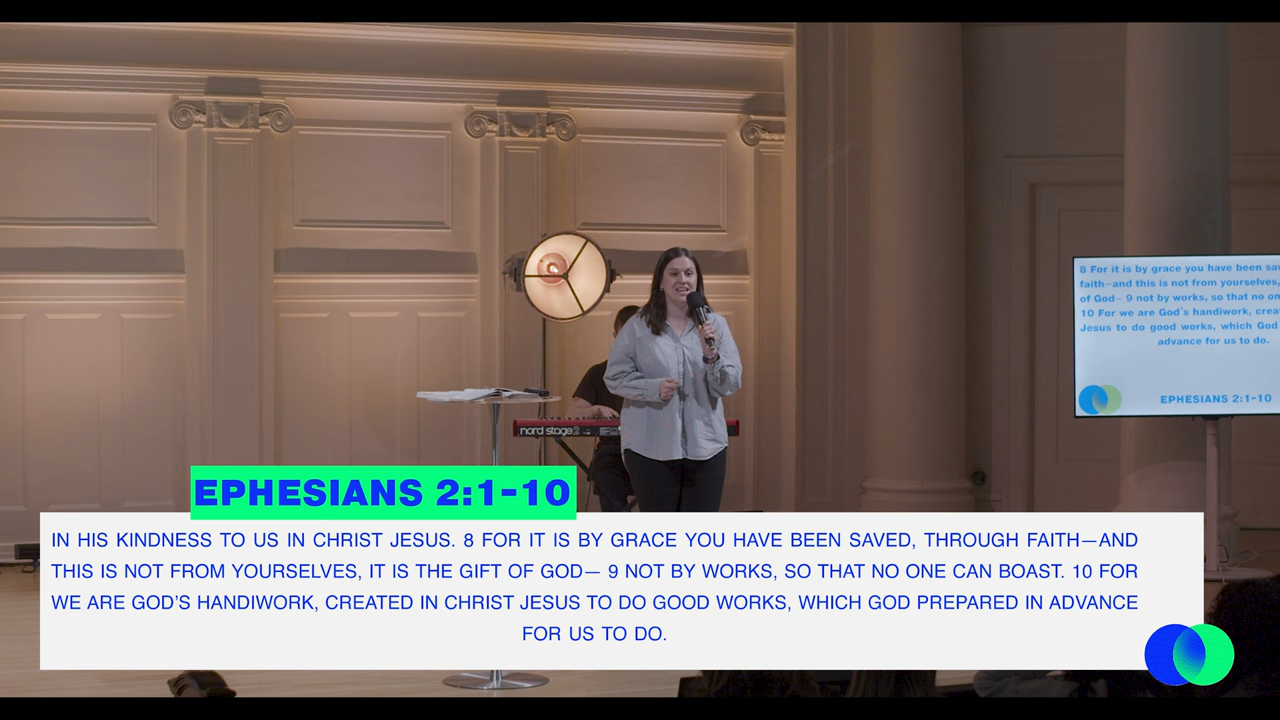 8 For it is by grace you have been sa
faith—and this is not from yourselves,
of God— 9 not by works, so that no on
10 For we are God's handiwork, crea
Jesus to do good works, which God
advance for us to do.
EPHESIANS 2:1-10
nord stage 2
EPHESIANS 2:1-10
IN HIS KINDNESS TO US IN CHRIST JESUS. 8 FOR IT IS BY GRACE YOU HAVE BEEN SAVED, THROUGH FAITH—AND
THIS IS NOT FROM YOURSELVES, IT IS THE GIFT OF GOD— 9 NOT BY WORKS, SO THAT NO ONE CAN BOAST. 10 FOR
WE ARE GOD'S HANDIWORK, CREATED IN CHRIST JESUS TO DO GOOD WORKS, WHICH GOD PREPARED IN ADVANCE
FOR US TO DO.